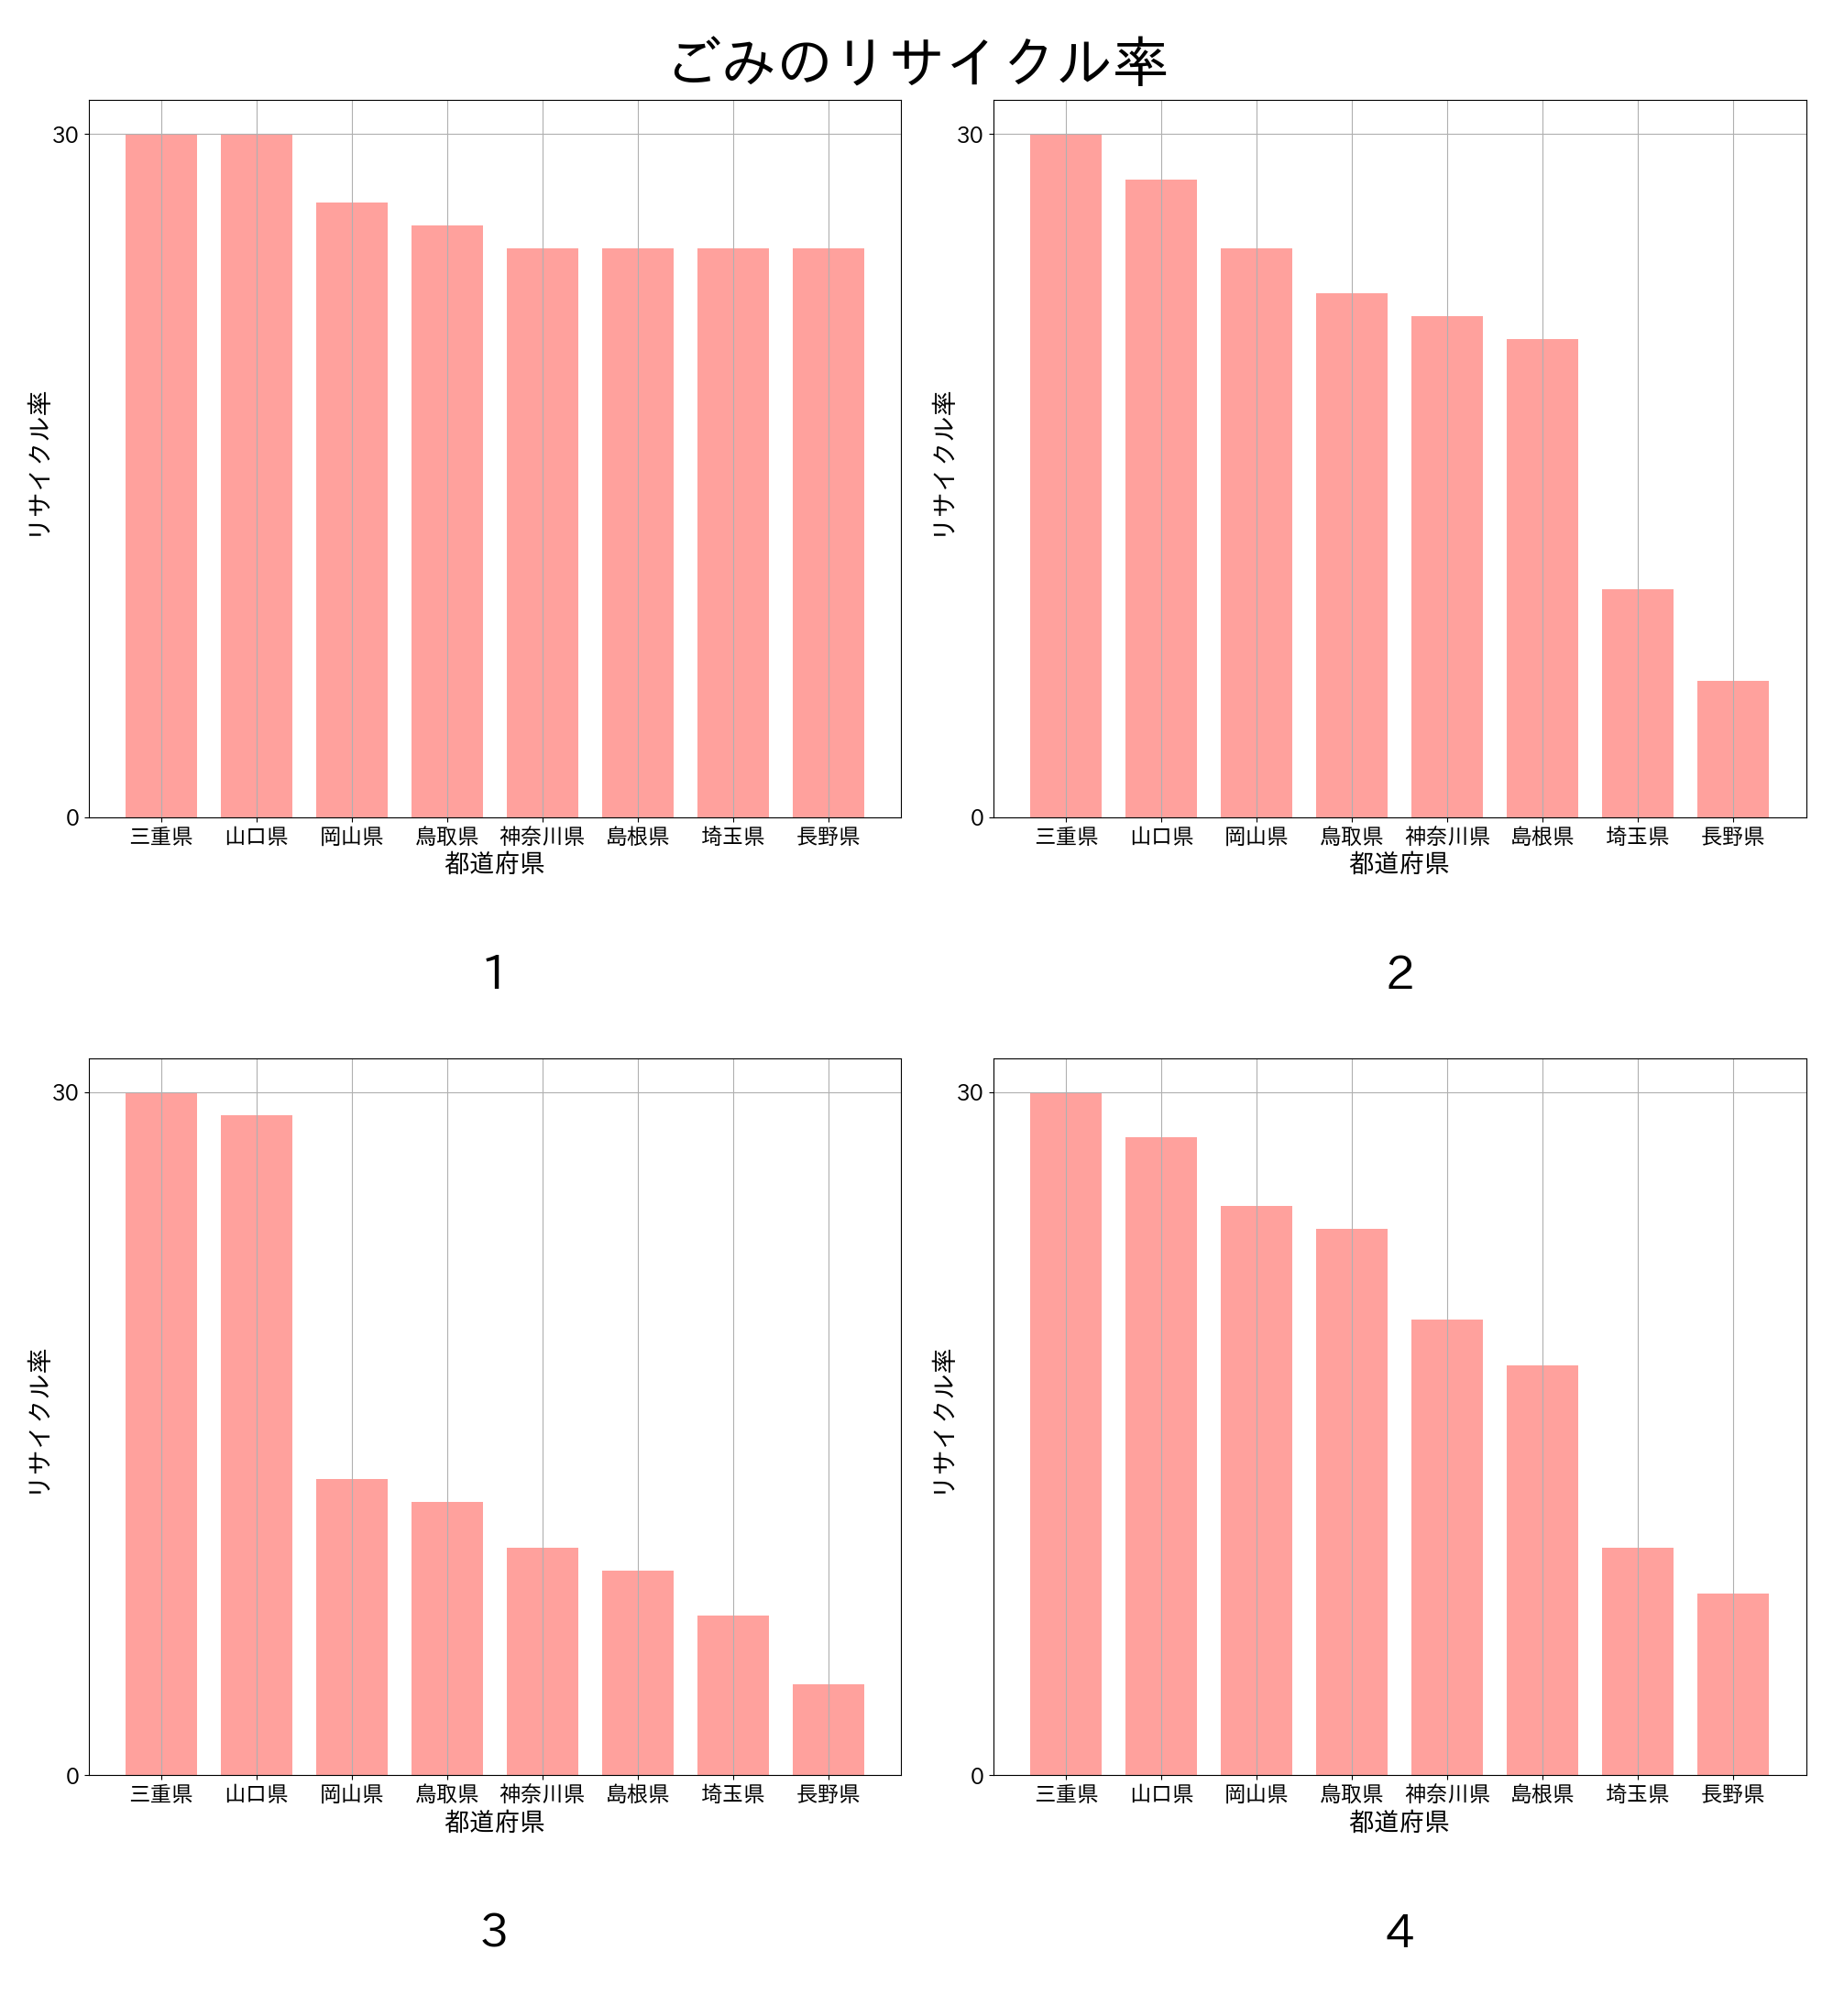 ごみのリサイクル率
30
0
リサイクル率
三重県 山口県 岡山県 鳥取県 神奈川県 島根県 埼玉県 長野県
都道府県
1
30
0
リサイクル率
三重県 山口県 岡山県 鳥取県 神奈川県 島根県 埼玉県 長野県
都道府県
2
30
0
リサイクル率
三重県 山口県 岡山県 鳥取県 神奈川県 島根県 埼玉県 長野県
都道府県
3
30
0
リサイクル率
三重県 山口県 岡山県 鳥取県 神奈川県 島根県 埼玉県 長野県
都道府県
4